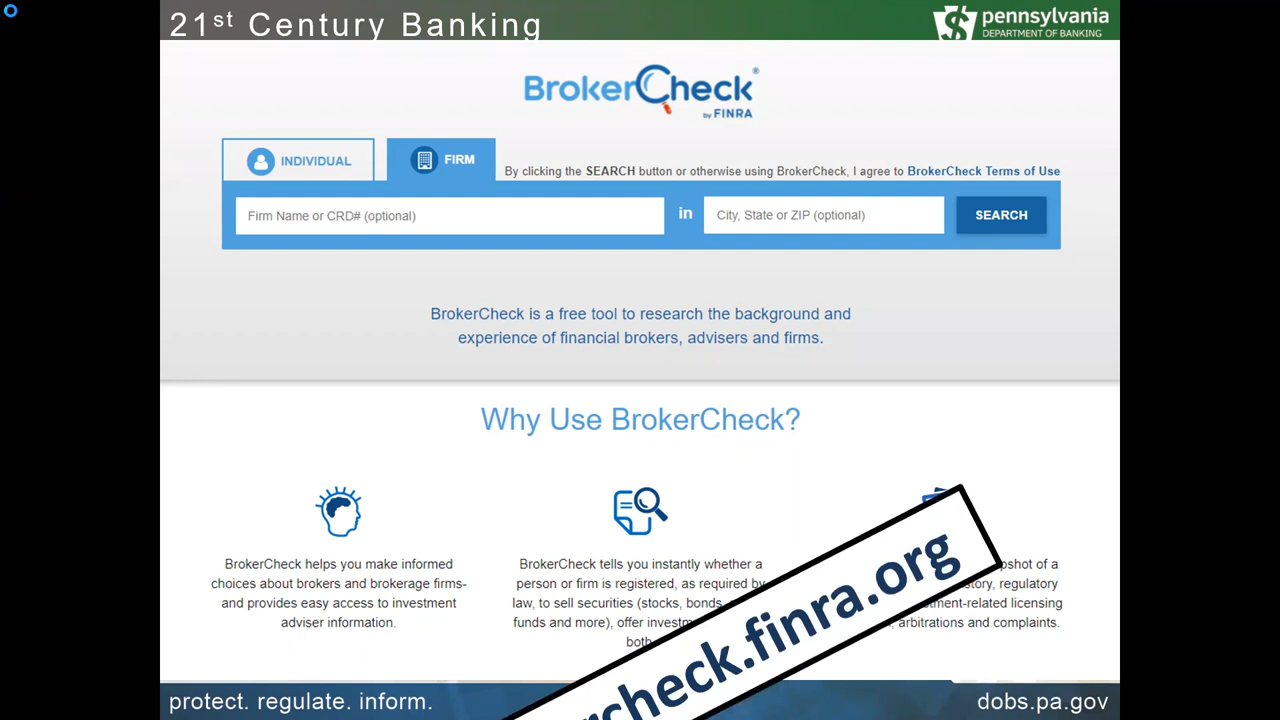 21st Century Banking
pennsylvania
DEPARTMENT OF BANKING
BrokerCheck®
by FINRA
INDIVIDUAL
FIRM
By clicking the SEARCH button or otherwise using BrokerCheck, I agree to BrokerCheck Terms of Use
Firm Name or CRD# (optional)
in
City, State or ZIP (optional)
SEARCH
BrokerCheck is a free tool to research the background and
experience of financial brokers, advisers and firms.
Why Use BrokerCheck?
BrokerCheck helps you make informed
choices about brokers and brokerage firms-
and provides easy access to investment
adviser information.
BrokerCheck tells you instantly whether a
person or firm is registered, as required by
law, to sell securities (stocks, bonds,
funds and more), offer
both
of a
regulatory
licensing
arbitrations and complaints.
rcheck.finra.org
protect. regulate. inform.
dobs.pa.gov